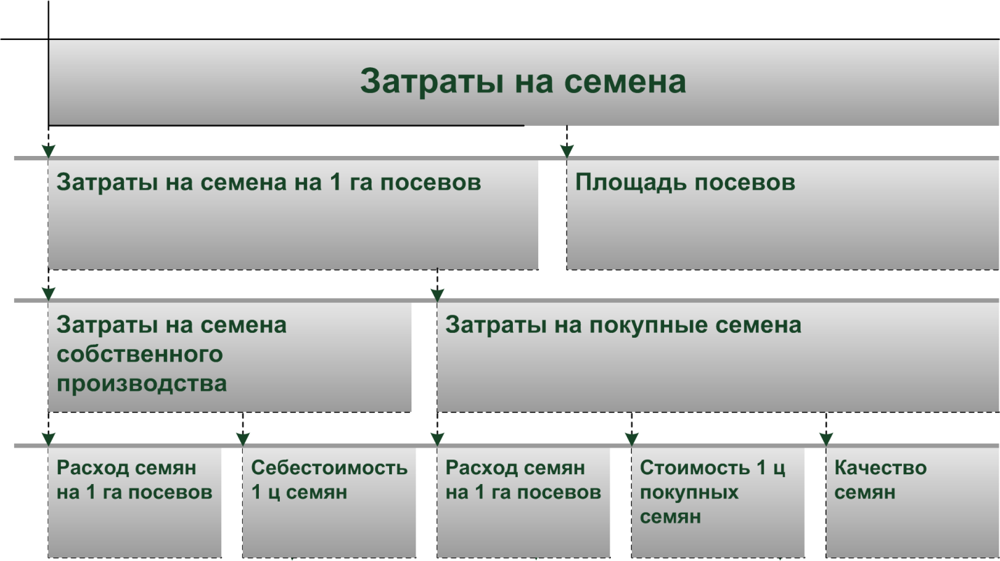 Затраты на семена
Затраты на семена на 1 га посевов
Площадь посевов
Затраты на семена
собственного
производства
Затраты на покупные семена
Расход семян
на 1 га посевов
Себестоимость
1 ц семян
Расход семян
на 1 га посевов
Стоимость 1 ц
покупных
семян
Качество
семян